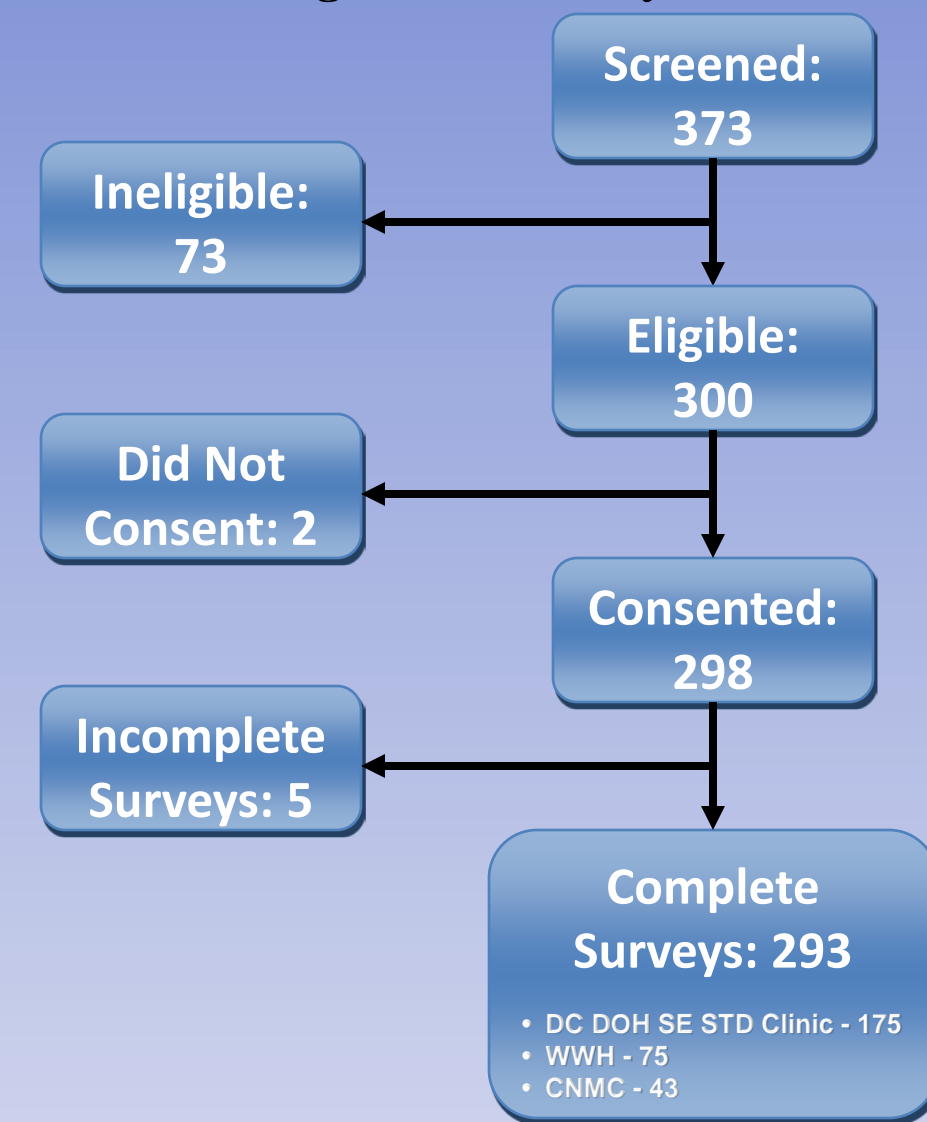 Screened:
373
Ineligible:
73
Eligible:
300
Did Not
Consent: 2
Consented:
298
Incomplete
Surveys: 5
Complete
Surveys: 293
• DC DOH SE STD Clinic - 175
• WWH - 75
• CNMC - 43